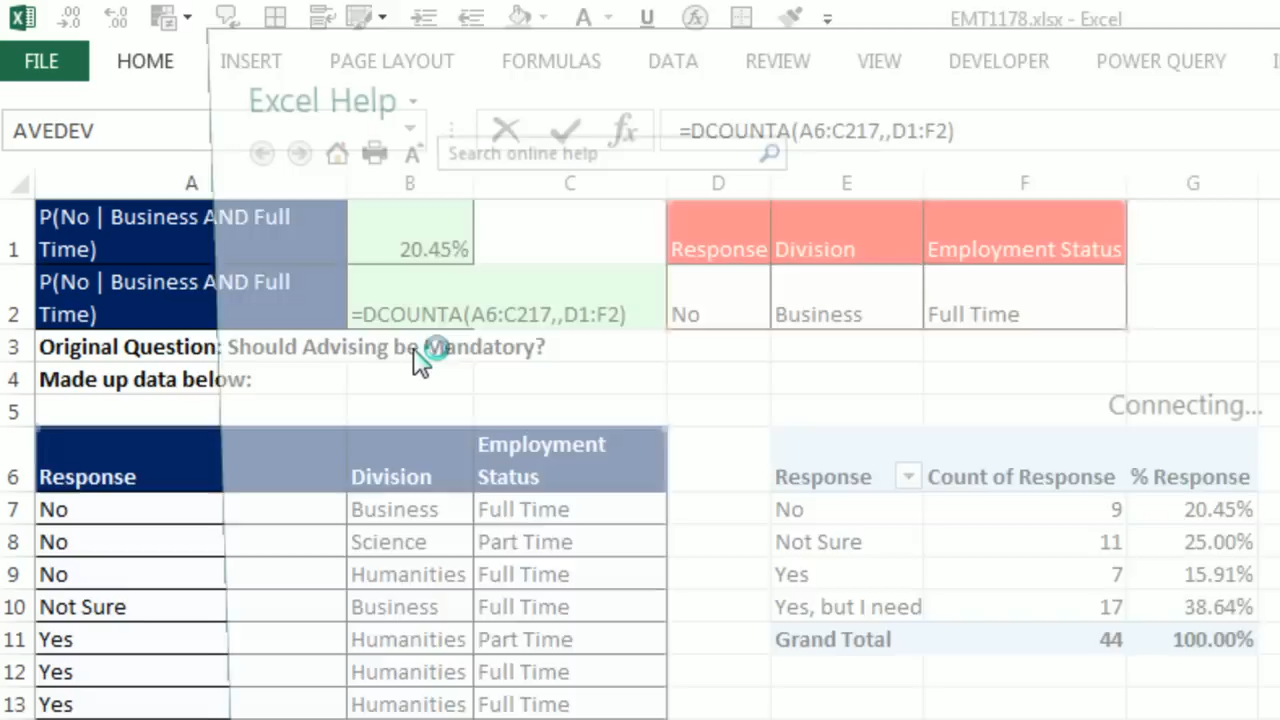 EMT1178.xlsx - Excel
FILE HOME INSERT PAGE LAYOUT FORMULAS DATA REVIEW VIEW DEVELOPER POWER QUERY
Excel Help
AVEDEV =DCOUNTA(A6:C217,,D1:F2)
Search online help
A B C D E F G
1 P(No | Business AND Full
Time) 20.45% Response Division Employment Status
2 P(No | Business AND Full
Time) =DCOUNTA(A6:C217,,D1:F2) No Business Full Time
3 Original Question: Should Advising be Mandatory?
4 Made up data below:
5 Connecting...
6 Response Division Employment
Status Response Count of Response % Response
7 No Business Full Time No 9 20.45%
8 No Science Part Time Not Sure 11 25.00%
9 No Humanities Full Time Yes 7 15.91%
10 Not Sure Business Full Time Yes, but I need 17 38.64%
11 Yes Humanities Part Time Grand Total 44 100.00%
12 Yes Humanities Full Time
13 Yes Humanities Full Time